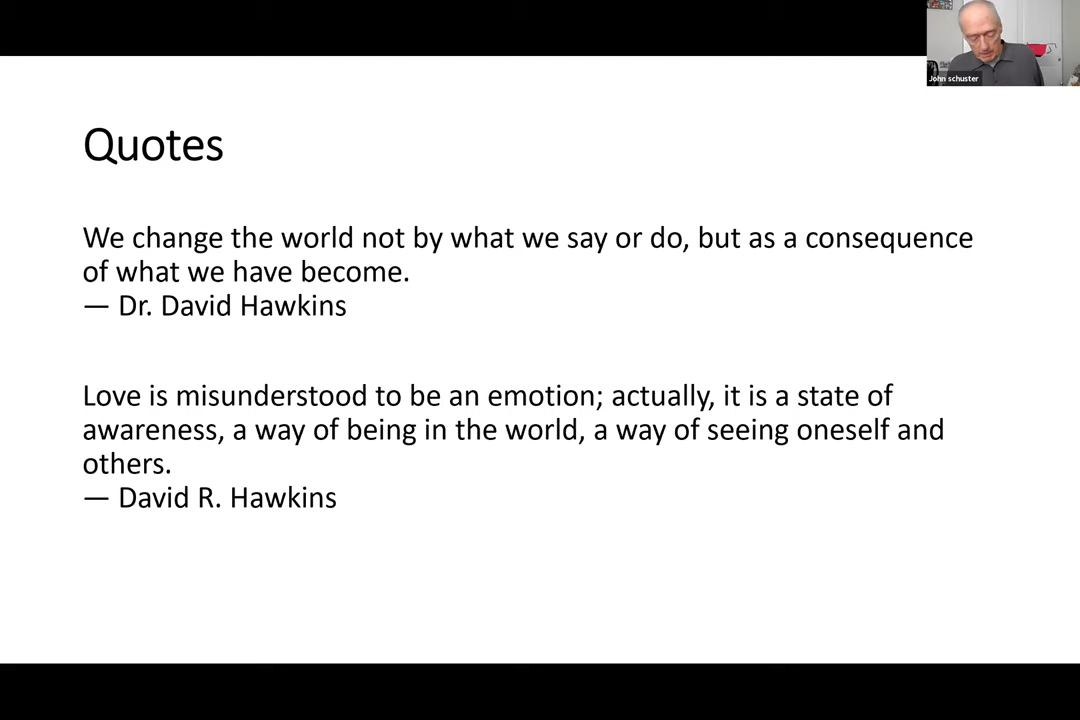 John schuster
Quotes
We change the world not by what we say or do, but as a consequence
of what we have become.
— Dr. David Hawkins
Love is misunderstood to be an emotion; actually, it is a state of
awareness, a way of being in the world, a way of seeing oneself and
others.
— David R. Hawkins